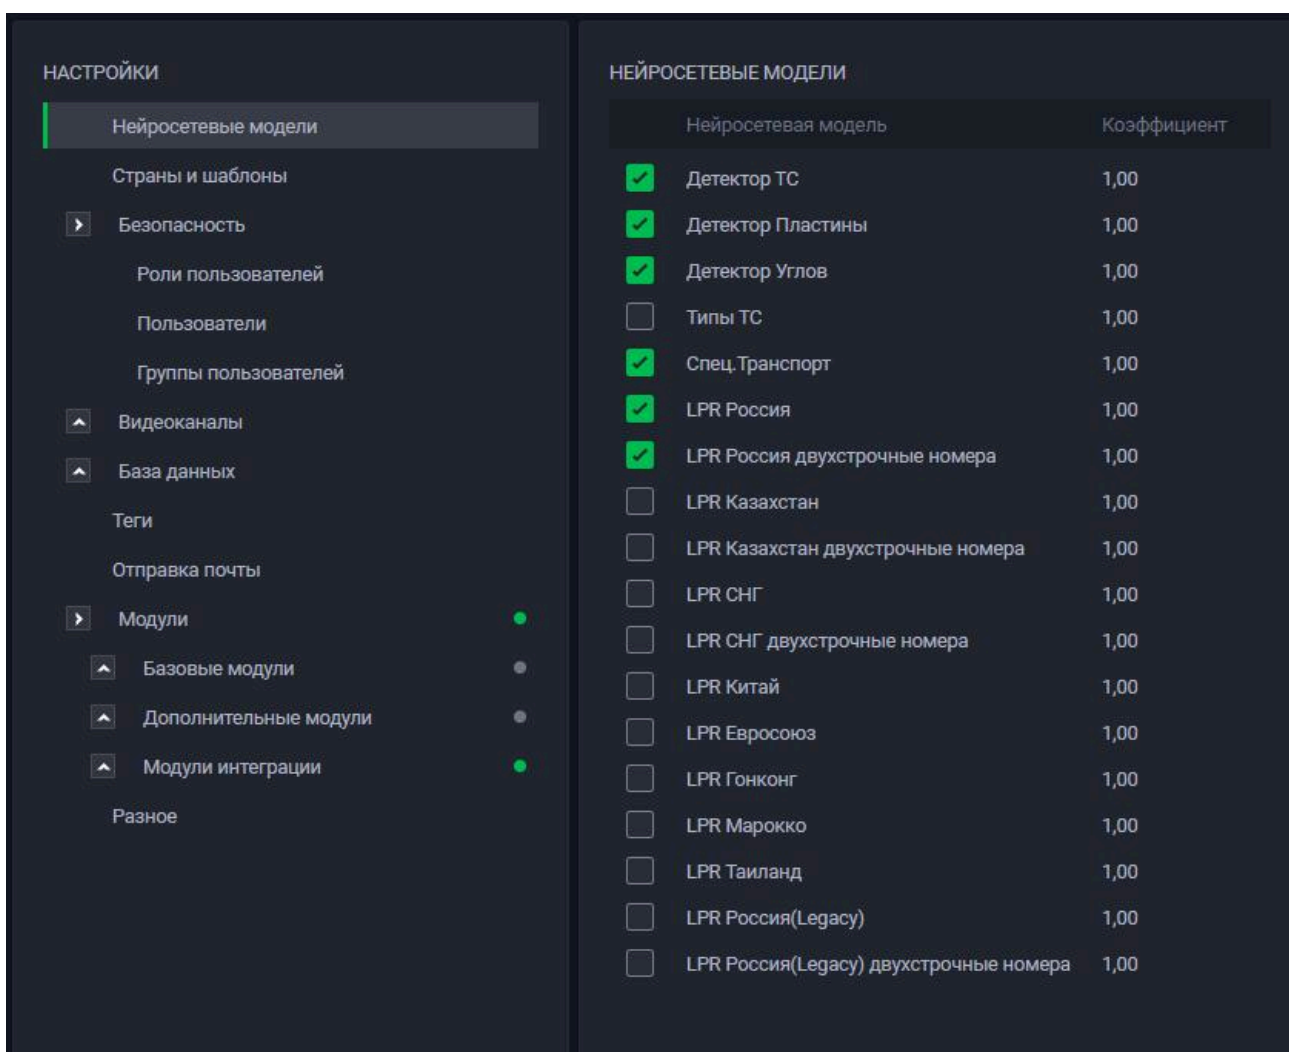 НАСТРОЙКИ
Нейросетевые модели
Страны и шаблоны
Безопасность
Роли пользователей
Пользователи
Группы пользователей
Видеоканалы
База данных
Теги
Отправка почты
Модули
Базовые модули
Дополнительные модули
Модули интеграции
Разное
НЕЙРОСЕТЕВЫЕ МОДЕЛИ
Нейросетевая модель Коэффициент
Детектор ТС 1,00
Детектор Пластины 1,00
Детектор Углов 1,00
Типы ТС 1,00
Спец.Транспорт 1,00
LPR Россия 1,00
LPR Россия двухстрочные номера 1,00
LPR Казахстан 1,00
LPR Казахстан двухстрочные номера 1,00
LPR СНГ 1,00
LPR СНГ двухстрочные номера 1,00
LPR Китай 1,00
LPR Евросоюз 1,00
LPR Гонконг 1,00
LPR Марокко 1,00
LPR Таиланд 1,00
LPR Россия(Legacy) 1,00
LPR Россия(Legacy) двухстрочные номера 1,00